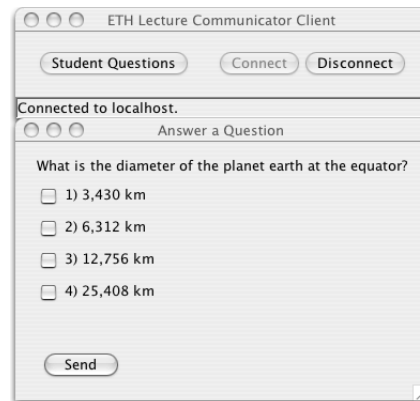 ETH Lecture Communicator Client
Student Questions Connect Disconnect
Connected to localhost.
Answer a Question
What is the diameter of the planet earth at the equator?
1) 3,430 km
2) 6,312 km
3) 12,756 km
4) 25,408 km
Send